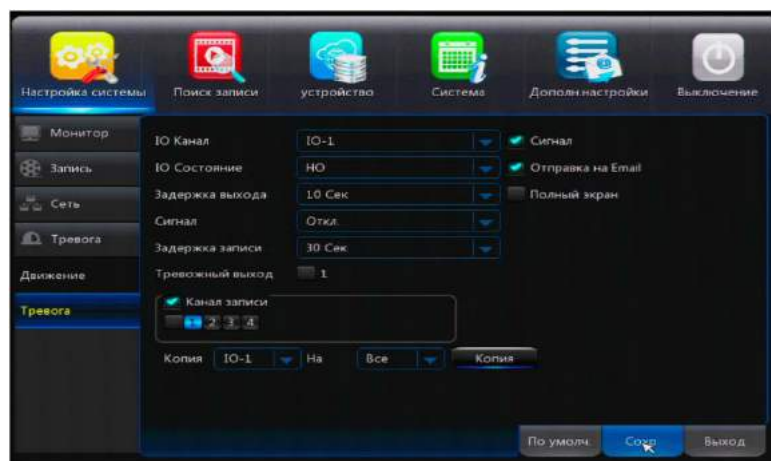 Настройка системы Поиск записи устройство Система Дополн.настройки Выключение
Монитор
Запись
Сеть
Тревога
Движение
Тревога
IO Канал IO-1 Сигнал
IO Состояние НО Отправка на Email
Задержка выхода 10 Сек Полный экран
Сигнал Откл.
Задержка записи 30 Сек
Тревожный выход 1
Канал записи
1 2 3 4
Копия IO-1 На Все Копия
По умолч. Сохр Выход